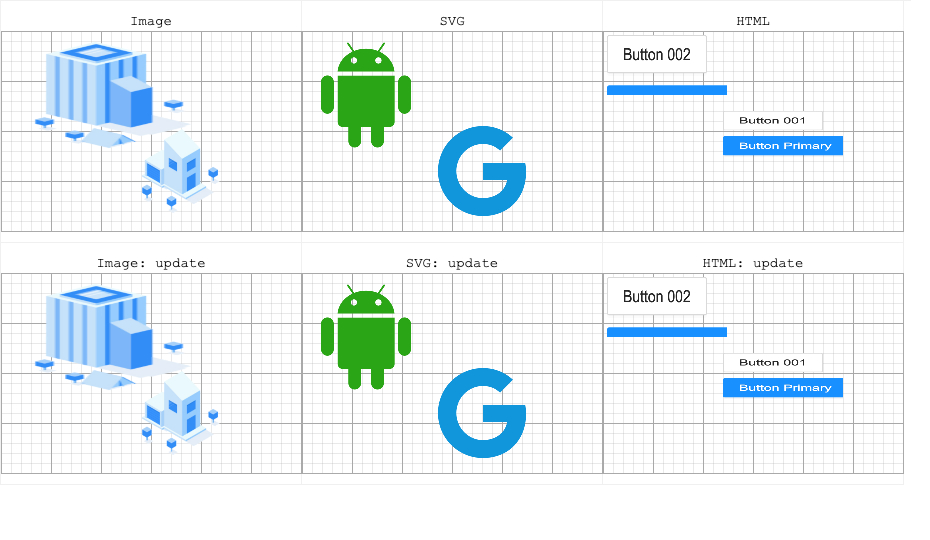 Image
SVG
HTML
Button 002
Button 001
Button Primary
Image: update
SVG: update
HTML: update
Button 002
Button 001
Button Primary